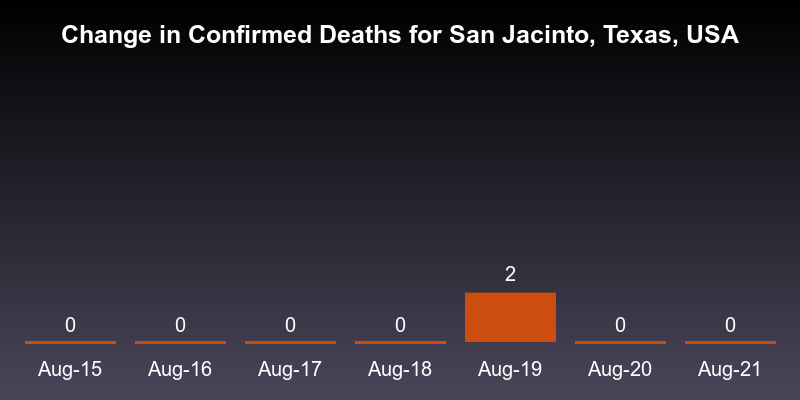 Change in Confirmed Deaths for San Jacinto, Texas, USA
2
0 0 0 0 0 0
Aug-15 Aug-16 Aug-17 Aug-18 Aug-19 Aug-20 Aug-21